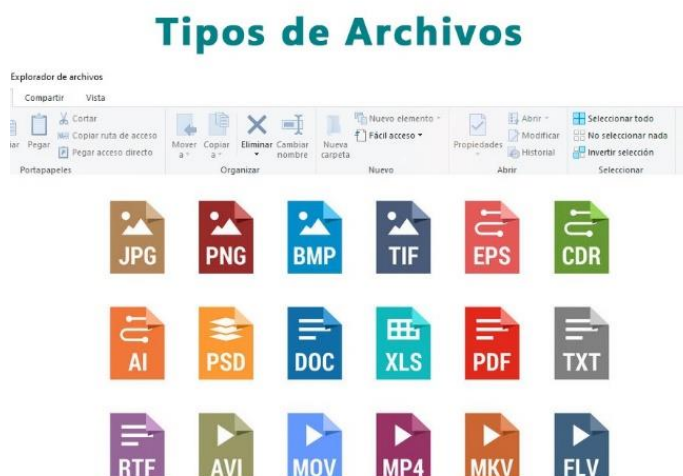 Tipos de Archivos
Explorador de archivos
Compartir Vista
Cortar
Copiar ruta de acceso
Pegar acceso directo
Pegar
Portapapeles
Mover a
Copiar a
Eliminar
Cambiar nombre
Organizar
Nueva carpeta
Nuevo elemento
Fácil acceso
Nuevo
Propiedades
Abrir
Modificar
Historial
Abrir
Seleccionar todo
No seleccionar nada
Invertir selección
Seleccionar
JPG PNG BMP TIF EPS CDR
AI PSD DOC XLS PDF TXT
RTF AVI MOV MP4 MKV FLV